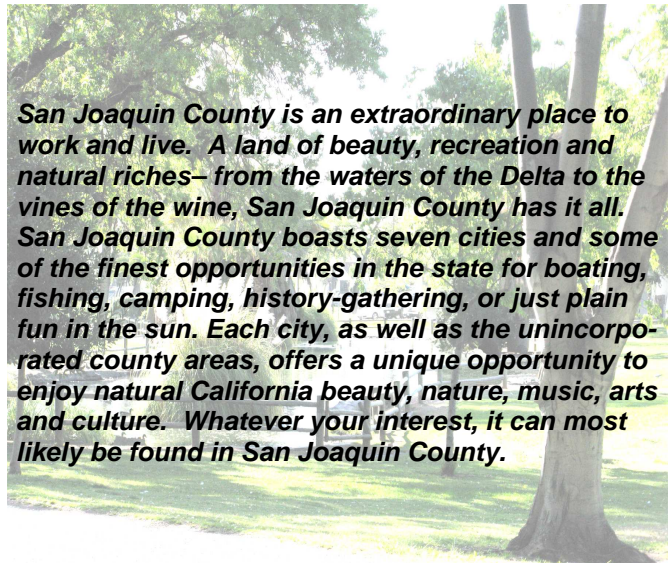 San Joaquin County is an extraordinary place to
work and live.  A land of beauty, recreation and
natural riches– from the waters of the Delta to the
vines of the wine, San Joaquin County has it all.
San Joaquin County boasts seven cities and some
of the finest opportunities in the state for boating,
fishing, camping, history-gathering, or just plain
fun in the sun. Each city, as well as the unincorpo-
rated county areas, offers a unique opportunity to
enjoy natural California beauty, nature, music, arts
and culture.  Whatever your interest, it can most
likely be found in San Joaquin County.